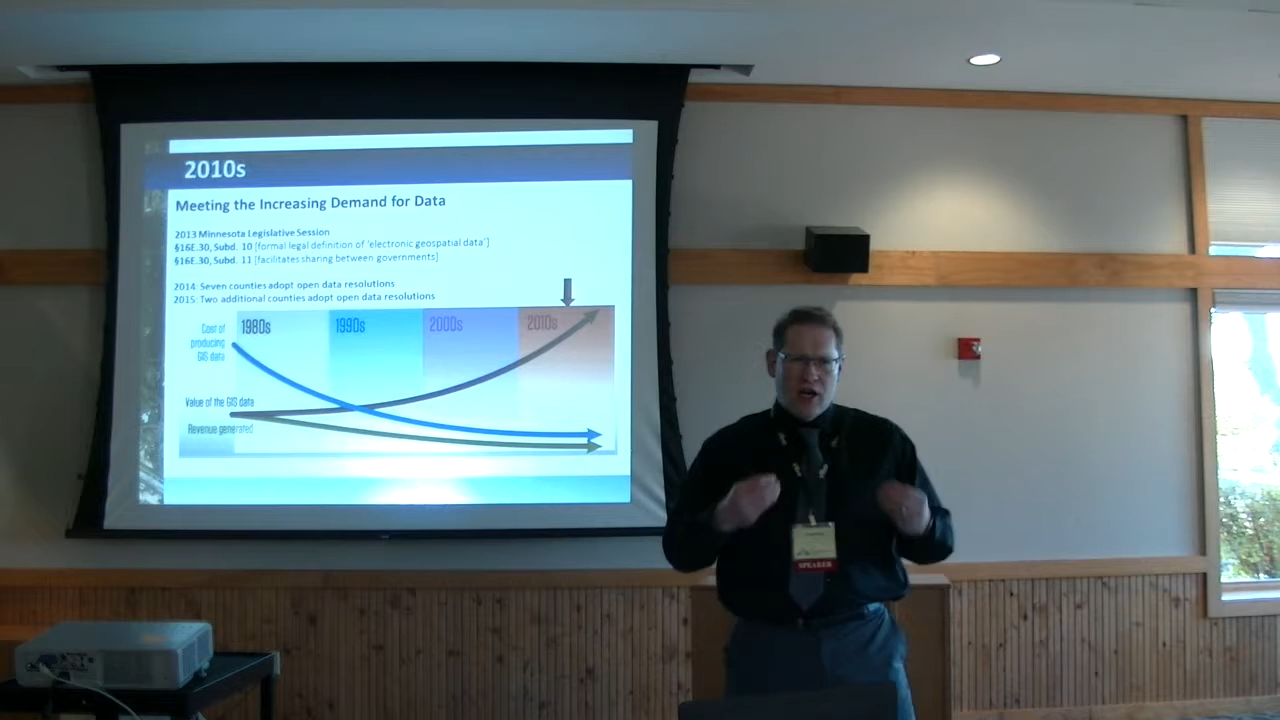 2010s
Meeting the Increasing Demand for Data
2013 Minnesota Legislative Session
§16E.30, Subd. 10 [formal legal definition of 'electronic geospatial data']
§16E.30, Subd. 11 [facilitates sharing between governments]
2014: Seven counties adopt open data resolutions
2015: Two additional counties adopt open data resolutions
1980s 1990s 2000s 2010s
Cost of
producing
GIS data
Value of the GIS data
Revenue generated
SPEAKER